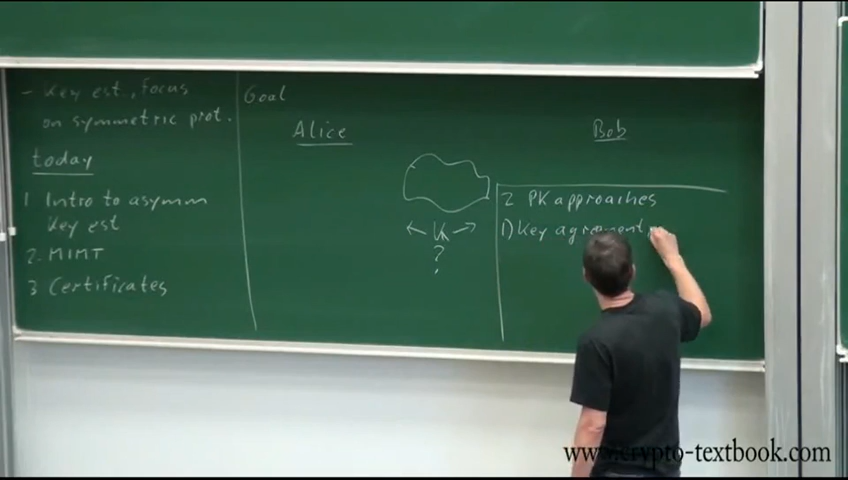 - Key est., Focus
on symmetric prot.
today
1 Intro to asymm
Key est
2. MIMT
3 Certificates
Goal
Alice
Bob
← K →
?
2 PK approaches
1) Key agreement
www.crypto-textbook.com